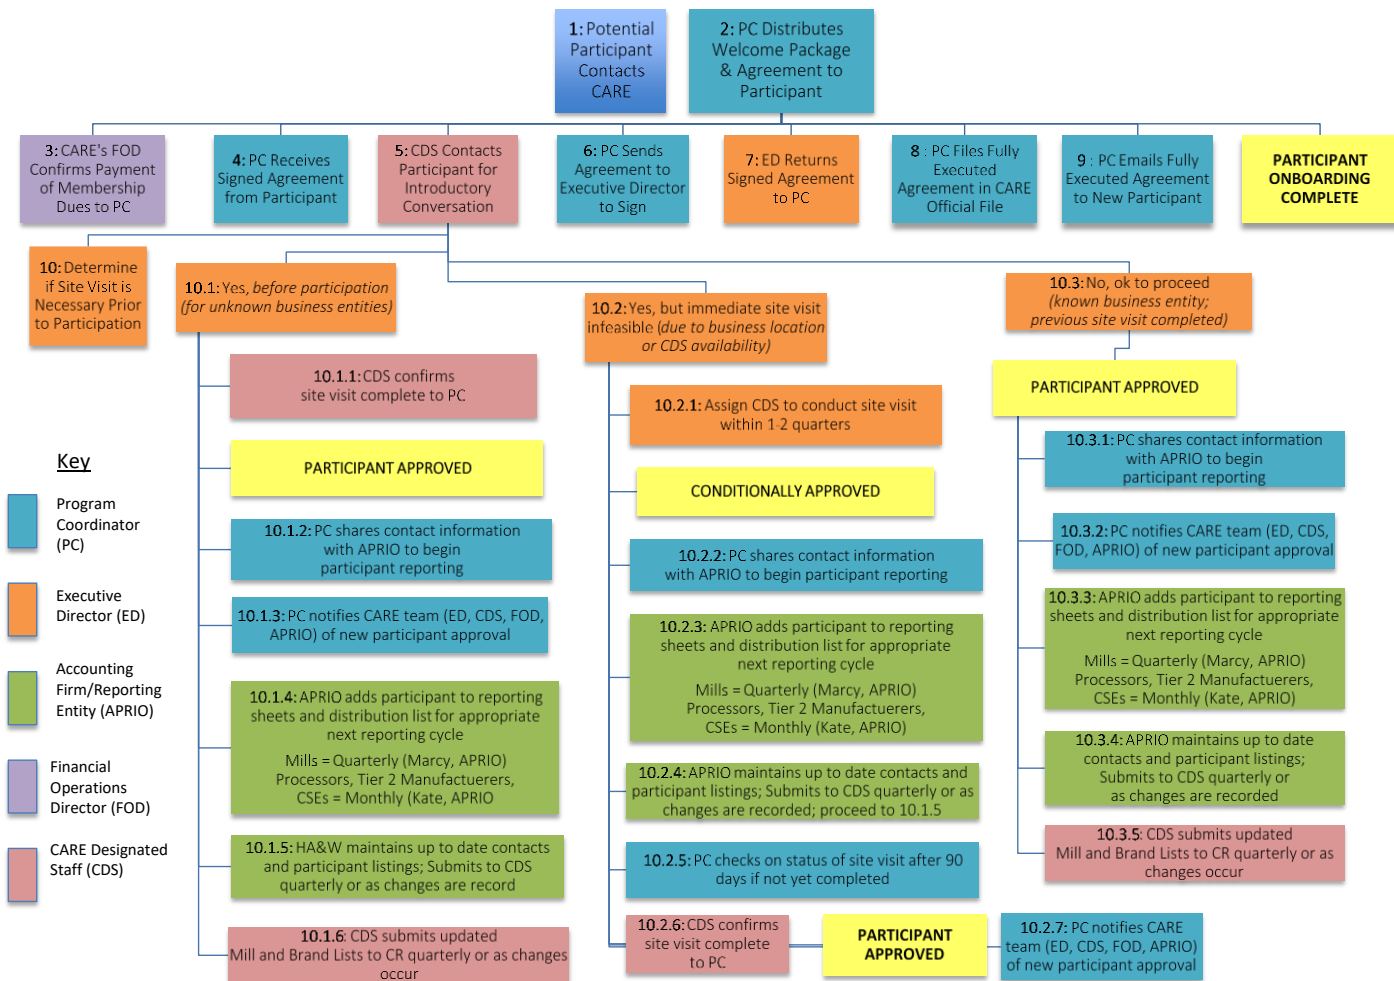 1: Potential
Participant
Contacts
CARE
2: PC Distributes
Welcome Package
& Agreement to
Participant
3: CARE's FOD
Confirms Payment
of Membership
Dues to PC
4: PC Receives
Signed Agreement
from Participant
5: CDS Contacts
Participant for
Introductory
Conversation
6: PC Sends
Agreement to
Executive Director
to Sign
7: ED Returns
Signed Agreement
to PC
8 : PC Files Fully
Executed
Agreement in CARE
Official File
9 : PC Emails Fully
Executed Agreement
to New Participant
PARTICIPANT
ONBOARDING
COMPLETE
10: Determine
if Site Visit is
Necessary Prior
to Participation
10.1: Yes, before participation
(for unknown business entities)
10.1.1: CDS confirms
site visit complete to PC
PARTICIPANT APPROVED
10.1.2: PC shares contact information
with APRIO to begin
participant reporting
10.1.3: PC notifies CARE team (ED, CDS, FOD,
APRIO) of new participant approval
10.1.4: APRIO adds participant to reporting
sheets and distribution list for appropriate
next reporting cycle
Mills = Quarterly (Marcy, APRIO)
Processors, Tier 2 Manufactuerers,
CSEs = Monthly (Kate, APRIO
10.1.5: HA&W maintains up to date contacts
and participant listings; Submits to CDS
quarterly or as changes are record
10.1.6: CDS submits updated
Mill and Brand Lists to CR quarterly or as changes
occur
10.2: Yes, but immediate site visit
infeasible (due to business location
or CDS availability)
10.2.1: Assign CDS to conduct site visit
within 1-2 quarters
CONDITIONALLY APPROVED
10.2.2: PC shares contact information
with APRIO to begin participant reporting
10.2.3: APRIO adds participant to reporting
sheets and distribution list for appropriate
next reporting cycle
Mills = Quarterly (Marcy, APRIO)
Processors, Tier 2 Manufactuerers,
CSEs = Monthly (Kate, APRIO)
10.2.4: APRIO maintains up to date contacts and
participant listings; Submits to CDS quarterly or as
changes are recorded; proceed to 10.1.5
10.2.5: PC checks on status of site visit after 90
days if not yet completed
10.2.6: CDS confirms
site visit complete
to PC
PARTICIPANT
APPROVED
10.2.7: PC notifies CARE
team (ED, CDS, FOD, APRIO)
of new participant approval
10.3: No, ok to proceed
(known business entity;
previous site visit completed)
PARTICIPANT APPROVED
10.3.1: PC shares contact information
with APRIO to begin
participant reporting
10.3.2: PC notifies CARE team (ED, CDS,
FOD, APRIO) of new participant approval
10.3.3: APRIO adds participant to reporting
sheets and distribution list for appropriate
next reporting cycle
Mills = Quarterly (Marcy, APRIO)
Processors, Tier 2 Manufactuerers,
CSEs = Monthly (Kate, APRIO)
10.3.4: APRIO maintains up to date
contacts and participant listings;
Submits to CDS quarterly or
as changes are recorded
10.3.5: CDS submits updated
Mill and Brand Lists to CR quarterly or as
changes occur
Key
Program
Coordinator
(PC)
Executive
Director (ED)
Accounting
Firm/Reporting
Entity (APRIO)
Financial
Operations
Director (FOD)
CARE Designated
Staff (CDS)